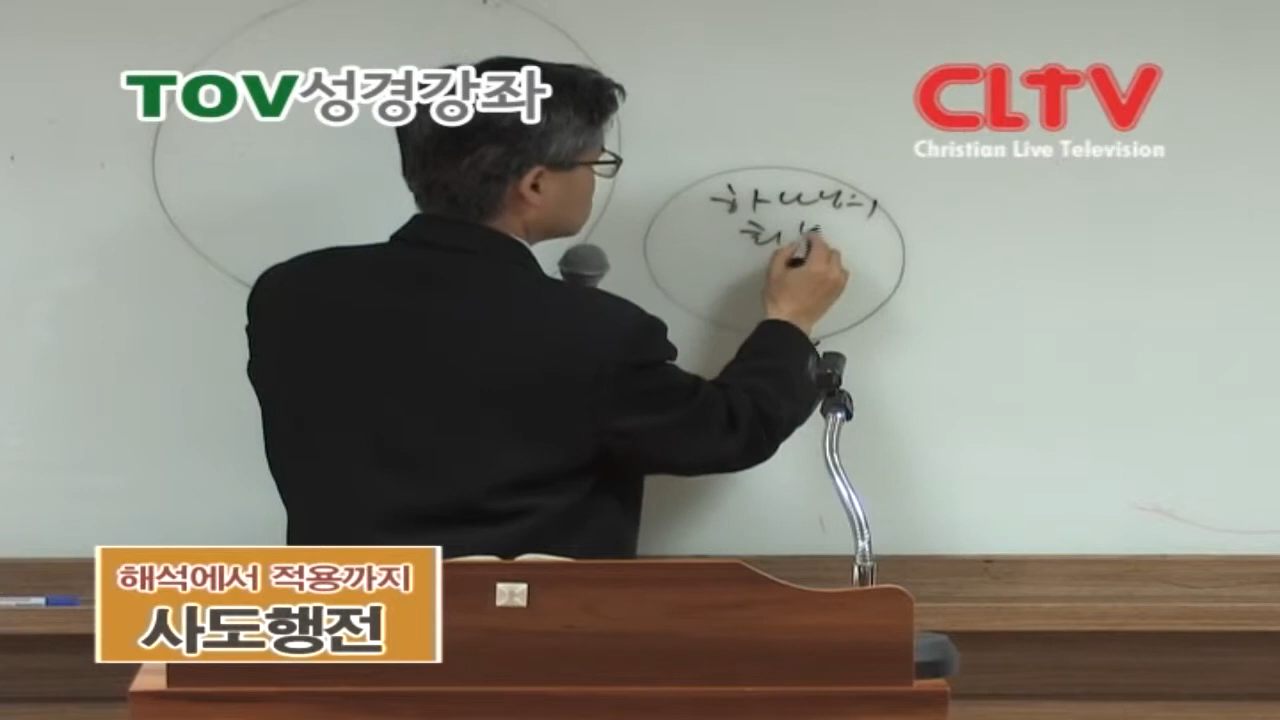 TOV성경강좌
CLTV
Christian Live Television
하나님의
해석에서 적용까지
사도행전